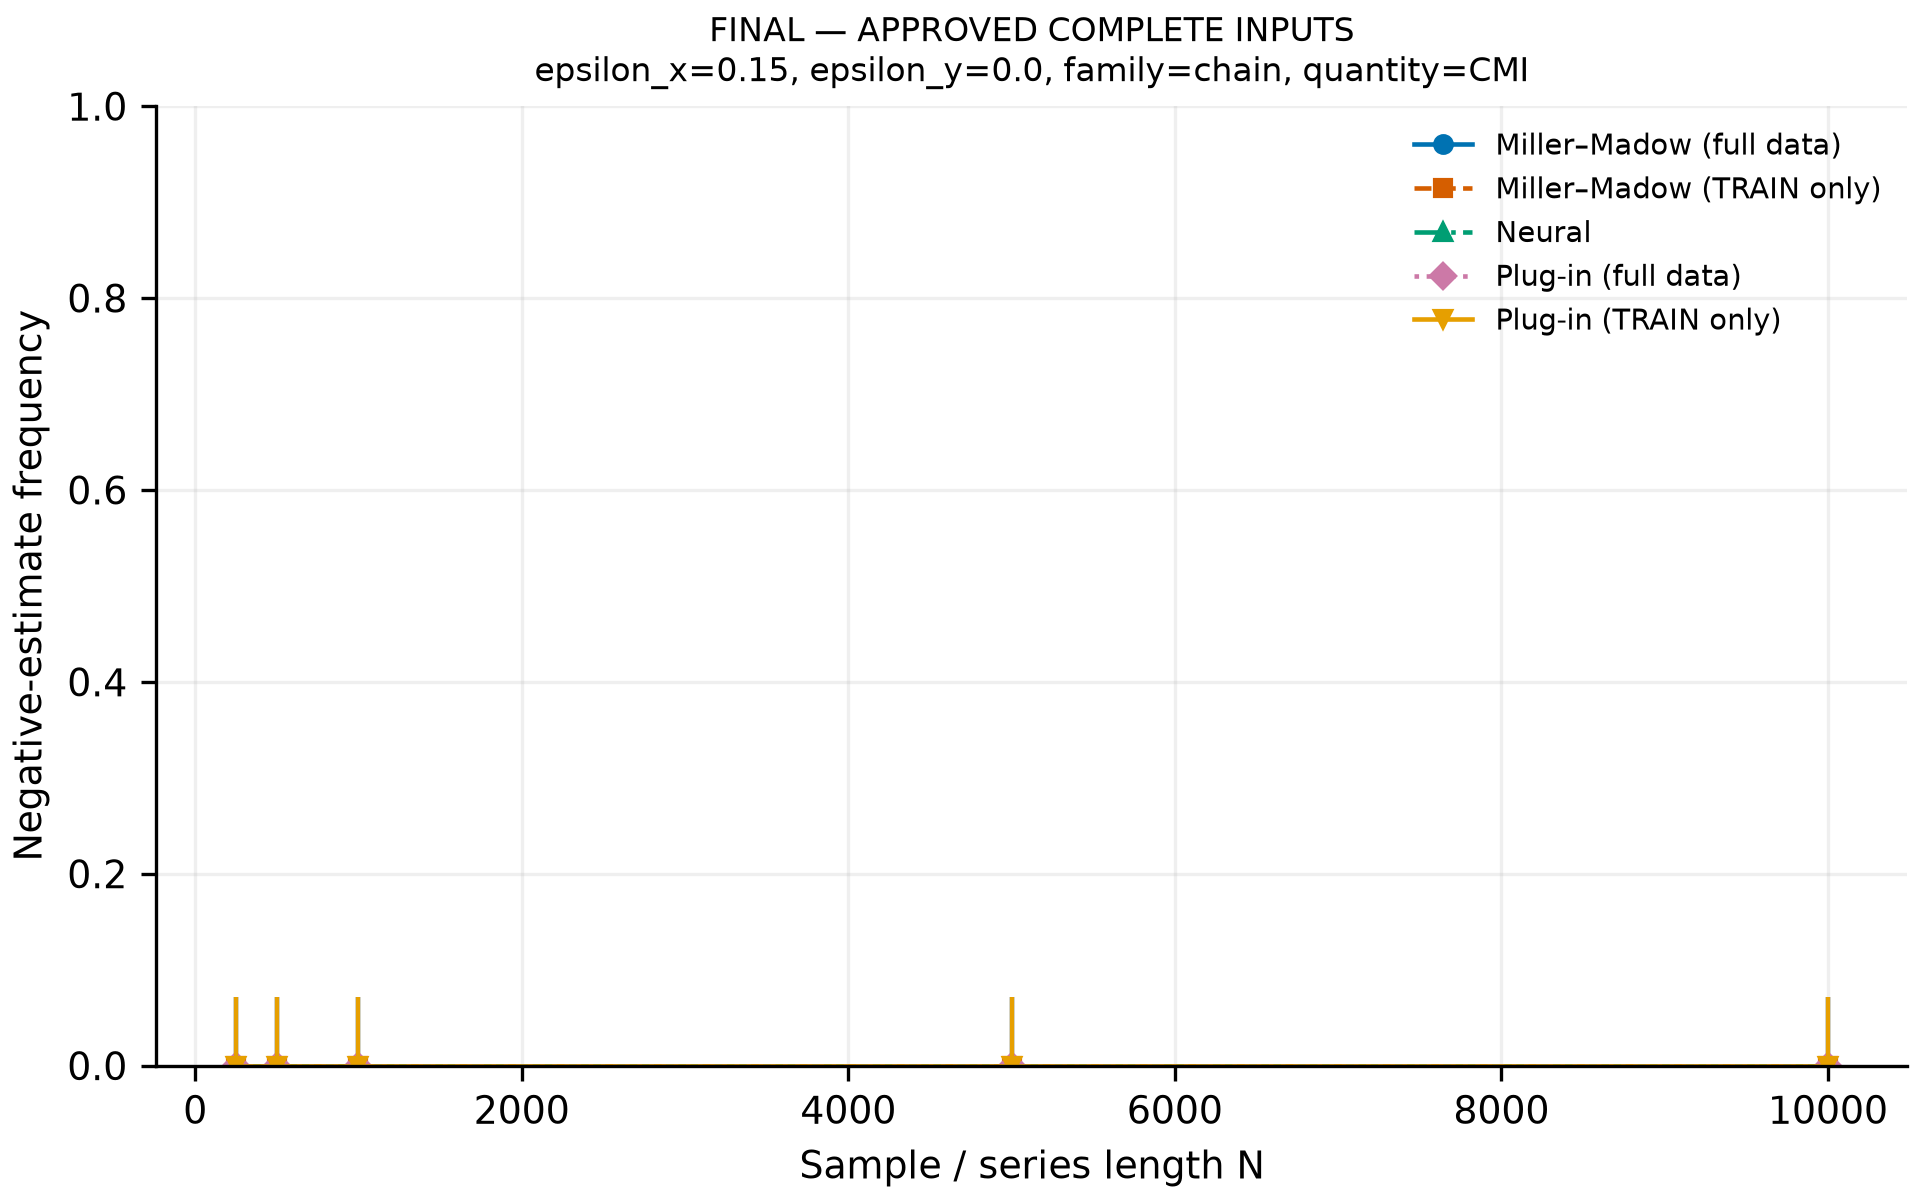 FINAL — APPROVED COMPLETE INPUTS
epsilon_x=0.15, epsilon_y=0.0, family=chain, quantity=CMI
Miller–Madow (full data)
Miller–Madow (TRAIN only)
Neural
Plug-in (full data)
Plug-in (TRAIN only)
Negative-estimate frequency
1.0
0.8
0.6
0.4
0.2
0.0
0 2000 4000 6000 8000 10000
Sample / series length N